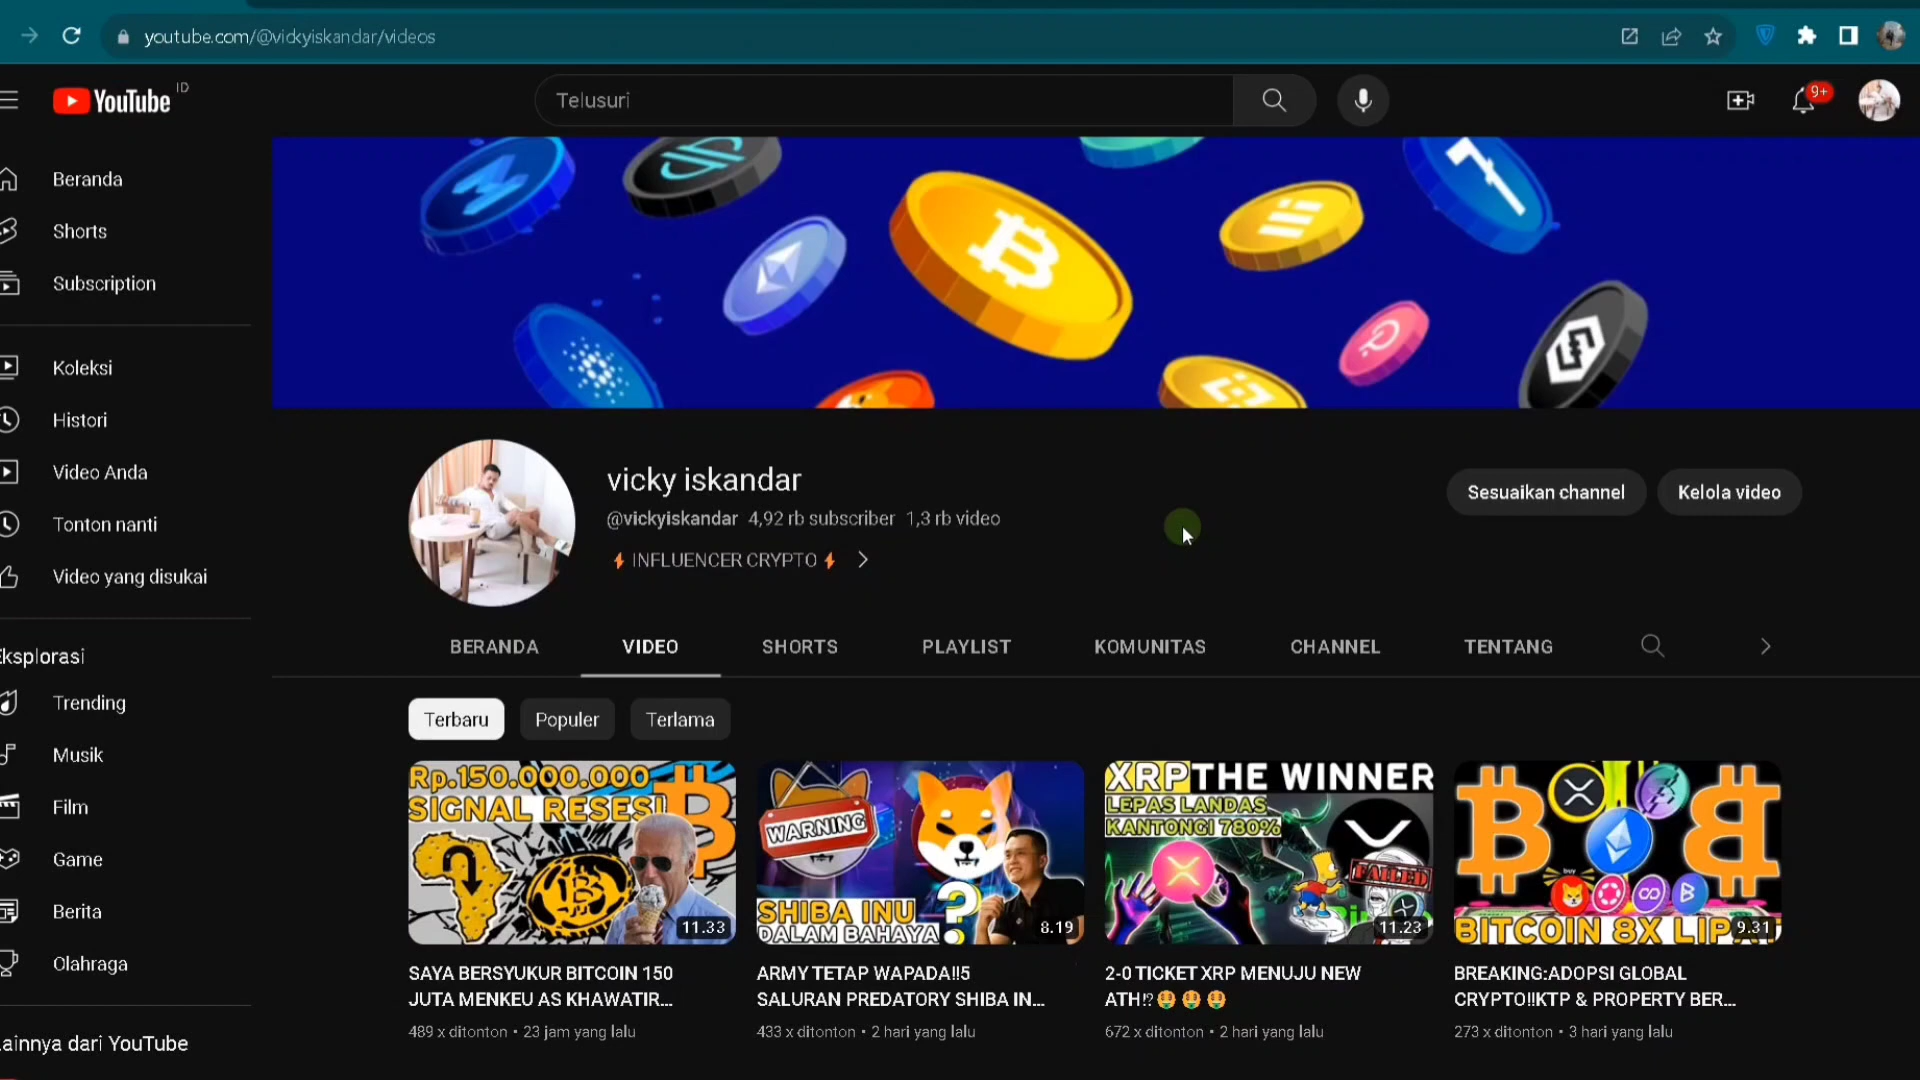 youtube.com/@vickyiskandar/videos
YouTube ID
Telusuri
9+
Beranda
Shorts
Subscription
Koleksi
Histori
Video Anda
Tonton nanti
Video yang disukai
Eksplorasi
Trending
Musik
Film
Game
Berita
Olahraga
Lainnya dari YouTube
vicky iskandar
@vickyiskandar 4,92 rb subscriber 1,3 rb video
⚡ INFLUENCER CRYPTO ⚡
Sesuaikan channel
Kelola video
BERANDA VIDEO SHORTS PLAYLIST KOMUNITAS CHANNEL TENTANG
Terbaru Populer Terlama
Rp.150.000.000
SIGNAL RESESI
11.33
SAYA BERSYUKUR BITCOIN 150
JUTA MENKEU AS KHAWATIR...
489 x ditonton • 23 jam yang lalu
WARNING
SHIBA INU
DALAM BAHAYA
?
8.19
ARMY TETAP WAPADA!!5
SALURAN PREDATORY SHIBA IN...
433 x ditonton • 2 hari yang lalu
XRP THE WINNER
LEPAS LANDAS
KANTONGI 780%
FAILED
11.23
2-0 TICKET XRP MENUJU NEW
ATH⁉🤑🤑🤑
672 x ditonton • 2 hari yang lalu
buy
BITCOIN 8X LIPAT
9.31
BREAKING:ADOPSI GLOBAL
CRYPTO!!KTP & PROPERTY BER...
273 x ditonton • 3 hari yang lalu